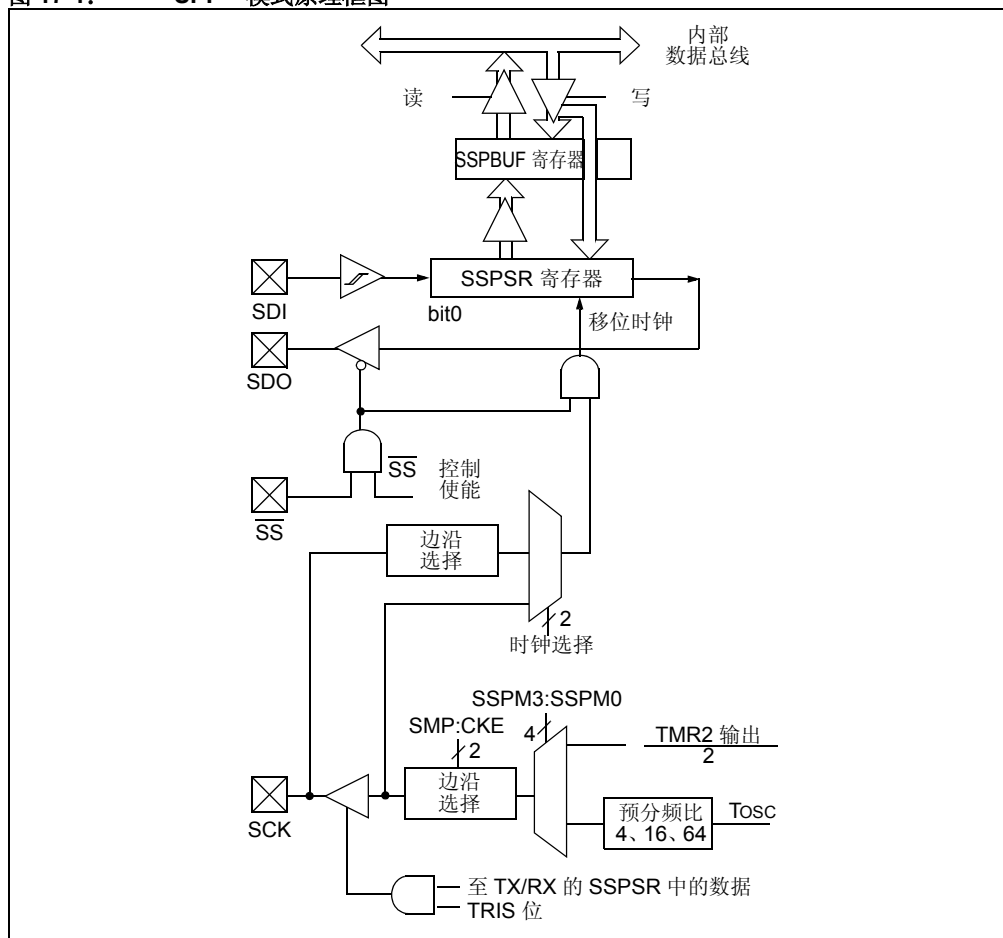 内部
数据总线
读
写
SSPBUF 寄存器
SSPSR 寄存器
SDI
bit0
移位时钟
SDO
SS 控制
使能
SS
边沿
选择
2
时钟选择
SSPM3:SSPM0
SMP:CKE
4
TMR2 输出
2
2
边沿
选择
SCK
预分频比
4、16、64
TOSC
至 TX/RX 的 SSPSR 中的数据
TRIS 位